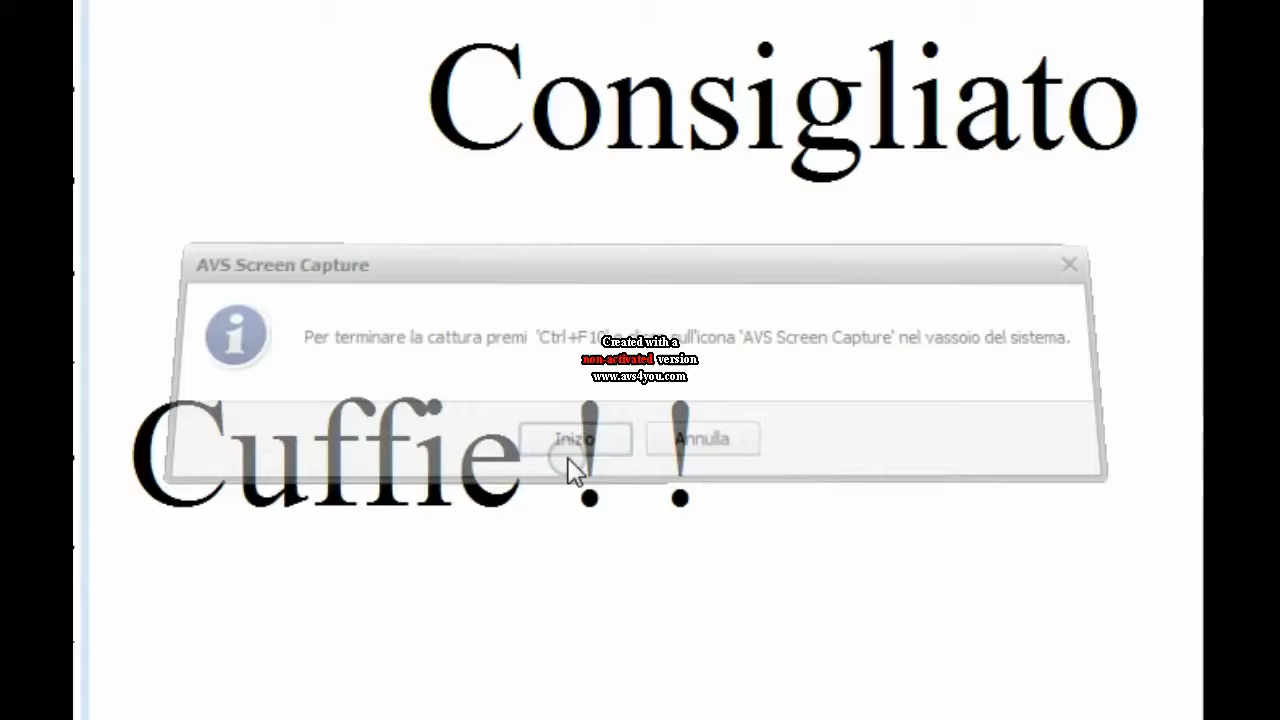 Consigliato
AVS Screen Capture
Per terminare la cattura premi 'Ctrl+F10' o sull'icona 'AVS Screen Capture' nel vassoio del sistema.
Created with a
non-activated version
www.avs4you.com
Cuffie ! !
Inizio
Annulla